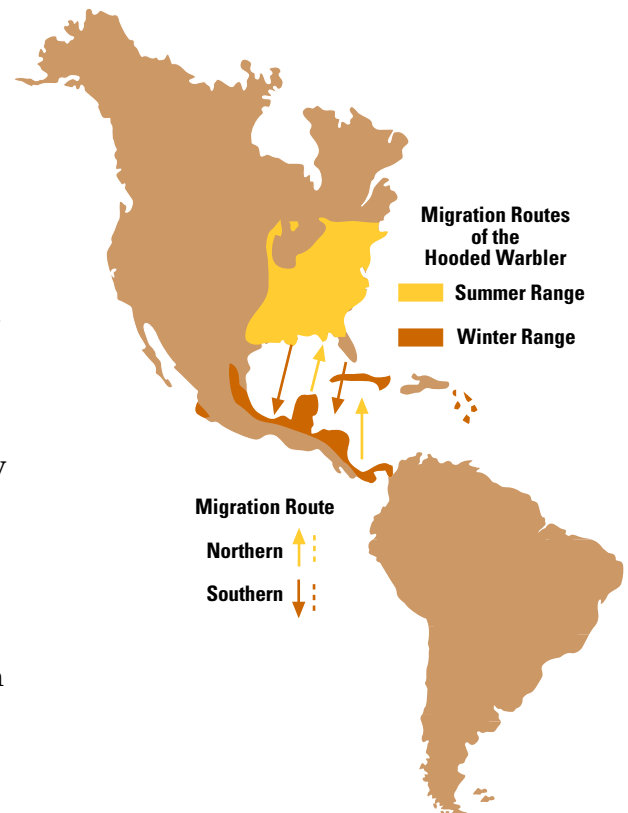 Migration Routes
of the
Hooded Warbler
Summer Range
Winter Range
Migration Route
Northern
Southern